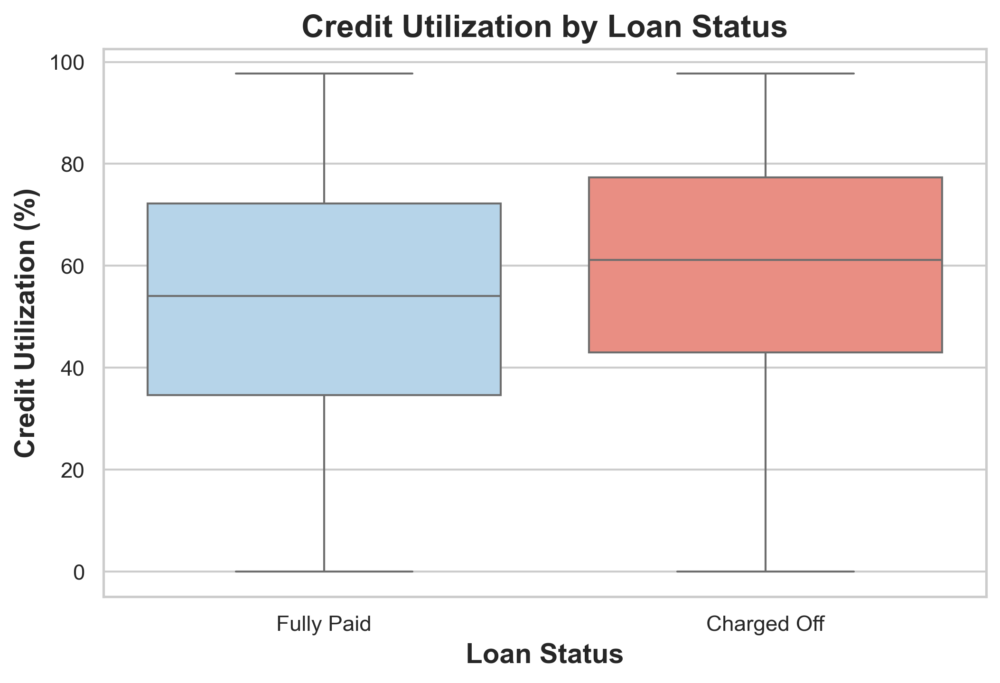 Credit Utilization by Loan Status
Credit Utilization (%)
100
80
60
40
20
0
Fully Paid
Charged Off
Loan Status